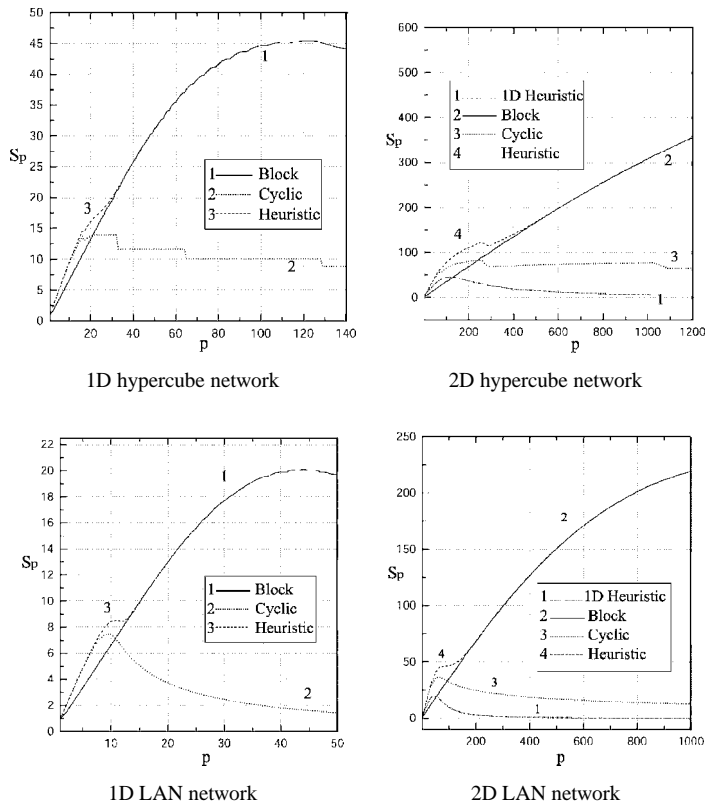 50
45
40
35
30
25
20
15
10
5
0
Sp
1
3
2
1 Block
2 Cyclic
3 Heuristic
20 40 60 80 100 120 140
p
1D hypercube network
600
500
400
300
200
100
0
Sp
1 1D Heuristic
2 Block
3 Cyclic
4 Heuristic
2
4
3
1
200 400 600 800 1000 1200
p
2D hypercube network
22
20
18
16
14
12
10
8
6
4
2
0
Sp
1
3
2
1 Block
2 Cyclic
3 Heuristic
10 20 30 40 50
p
1D LAN network
250
200
150
100
50
0
Sp
2
1 1D Heuristic
2 Block
3 Cyclic
4 Heuristic
4
3
1
200 400 600 800 1000
p
2D LAN network